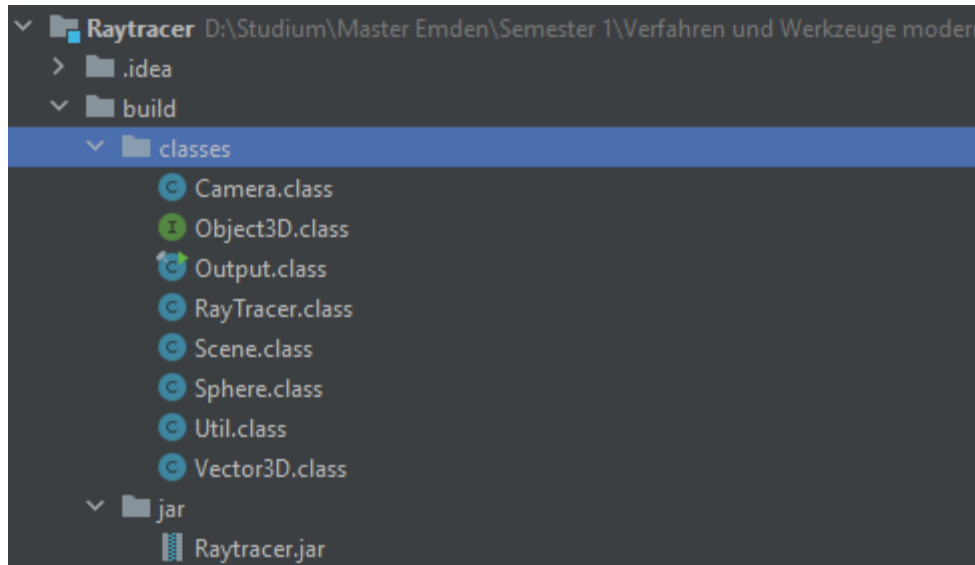 Raytracer D:\Studium\Master Emden\Semester 1\Verfahren und Werkzeuge moder
.idea
build
classes
Camera.class
Object3D.class
Output.class
RayTracer.class
Scene.class
Sphere.class
Util.class
Vector3D.class
jar
Raytracer.jar